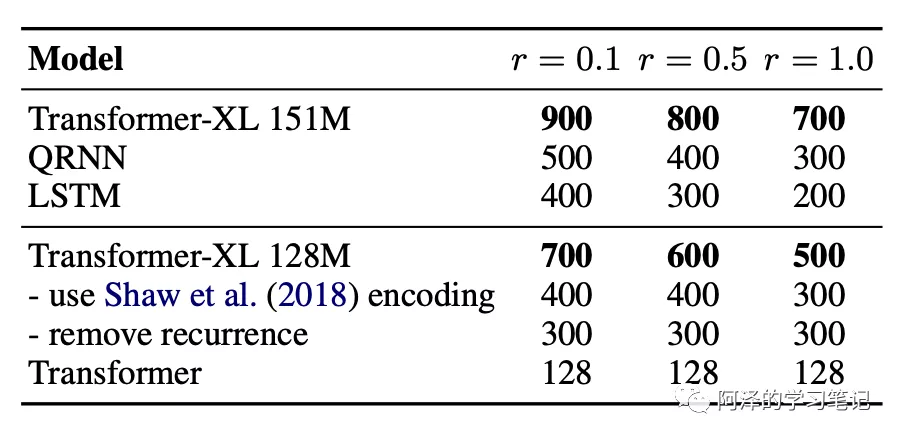 Model r = 0.1 r = 0.5 r = 1.0
Transformer-XL 151M 900 800 700
QRNN 500 400 300
LSTM 400 300 200
Transformer-XL 128M 700 600 500
- use Shaw et al. (2018) encoding 400 400 300
- remove recurrence 300 300 300
Transformer 128 128 128
阿泽的学习笔记